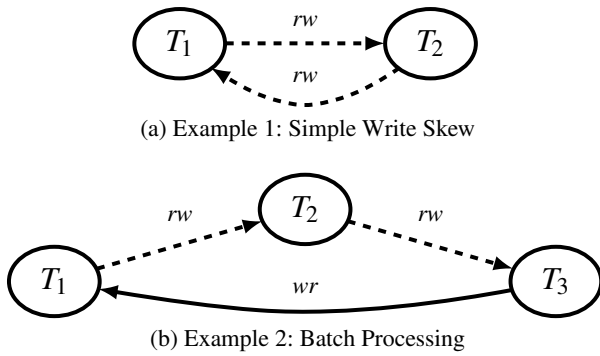 rw
T1 T2
rw
(a) Example 1: Simple Write Skew
T2
rw rw
T1 T3
wr
(b) Example 2: Batch Processing